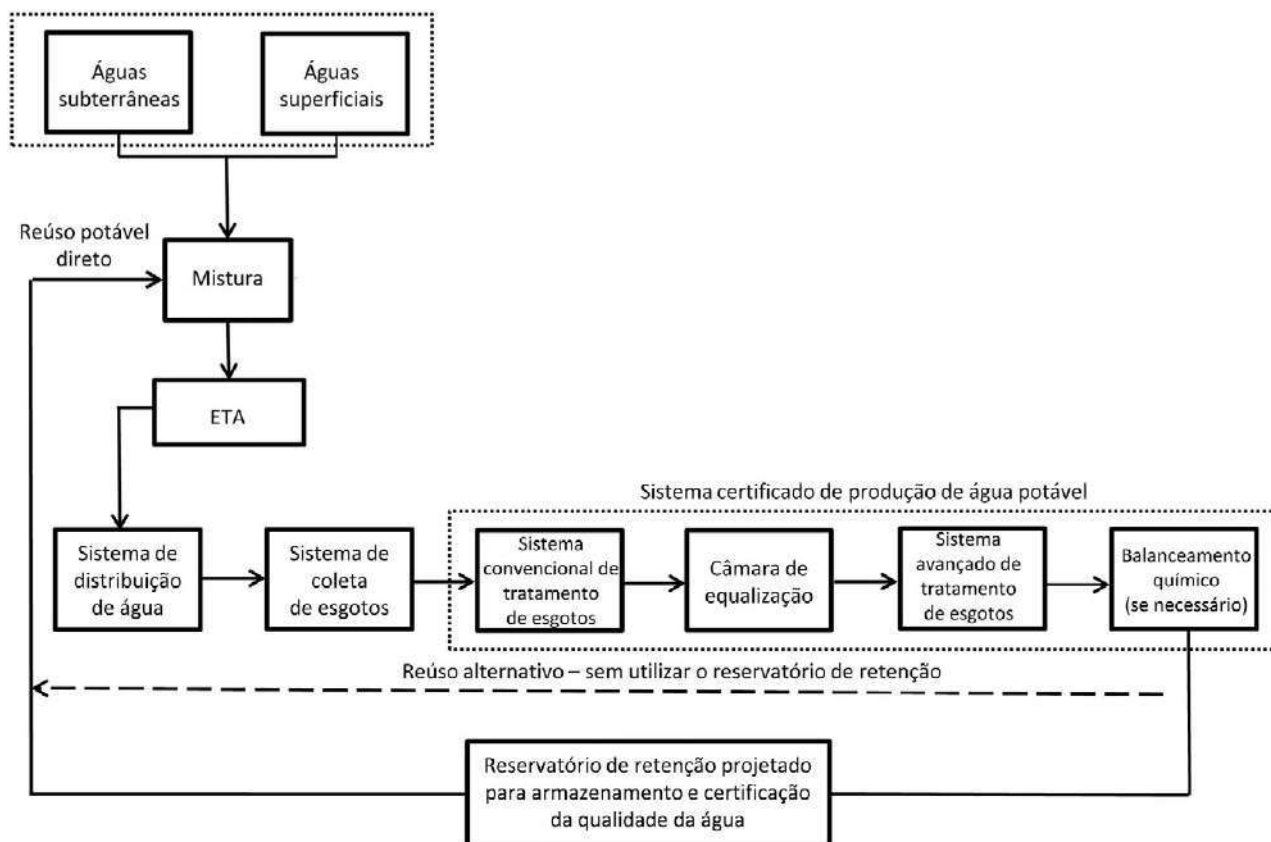 Águas
subterrâneas
Águas
superficiais
Reúso potável
direto
Mistura
ETA
Sistema certificado de produção de água potável
Sistema de
distribuição
de água
Sistema de
coleta
de esgotos
Sistema
convencional de
tratamento
de esgotos
Câmara de
equalização
Sistema
avançado de
tratamento
de esgotos
Balanceamento
químico
(se necessário)
Reúso alternativo – sem utilizar o reservatório de retenção
Reservatório de retenção projetado
para armazenamento e certificação
da qualidade da água